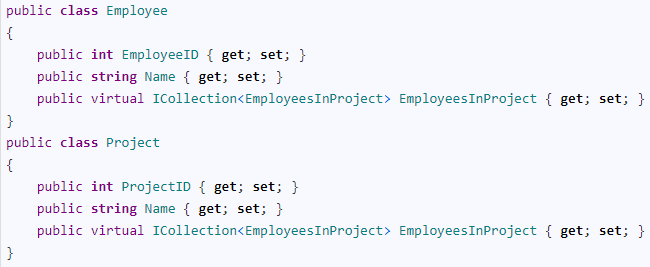 public class Employee
{
    public int EmployeeID { get; set; }
    public string Name { get; set; }
    public virtual ICollection<EmployeesInProject> EmployeesInProject { get; set; }
}
public class Project
{
    public int ProjectID { get; set; }
    public string Name { get; set; }
    public virtual ICollection<EmployeesInProject> EmployeesInProject { get; set; }
}